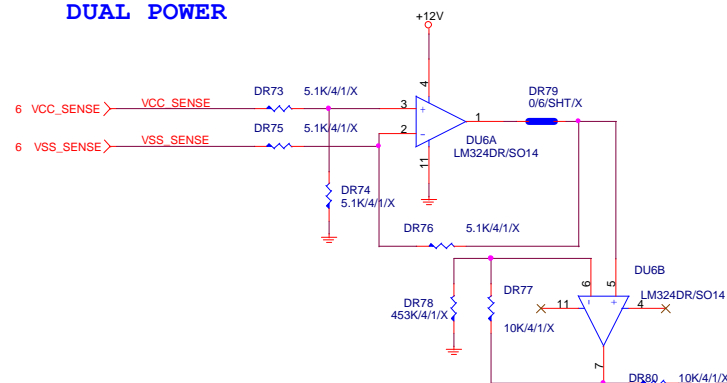 DUAL POWER
+12V
6 VCC_SENSE VCC_SENSE DR73 5.1K/4/1/X
3 + 4 1
DR79
0/6/SHT/X
6 VSS_SENSE VSS_SENSE DR75 5.1K/4/1/X
2 - 11
DU6A
LM324DR/SO14
DR74
5.1K/4/1/X
DR76 5.1K/4/1/X
DU6B
LM324DR/SO14
6 5
- +
11 4
7
DR78
453K/4/1/X
DR77
10K/4/1/X
DR80 10K/4/1/X